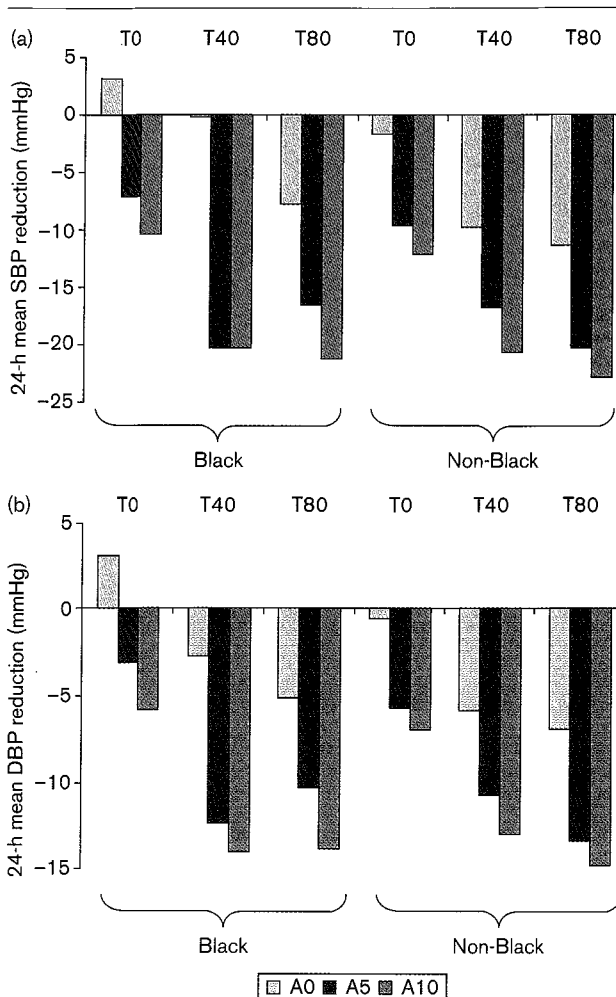 (a) T0 T40 T80 T0 T40 T80
24-h mean SBP reduction (mmHg)
5
0
−5
−10
−15
−20
−25
Black Non-Black
(b) T0 T40 T80 T0 T40 T80
24-h mean DBP reduction (mmHg)
5
0
−5
−10
−15
Black Non-Black
A0 A5 A10